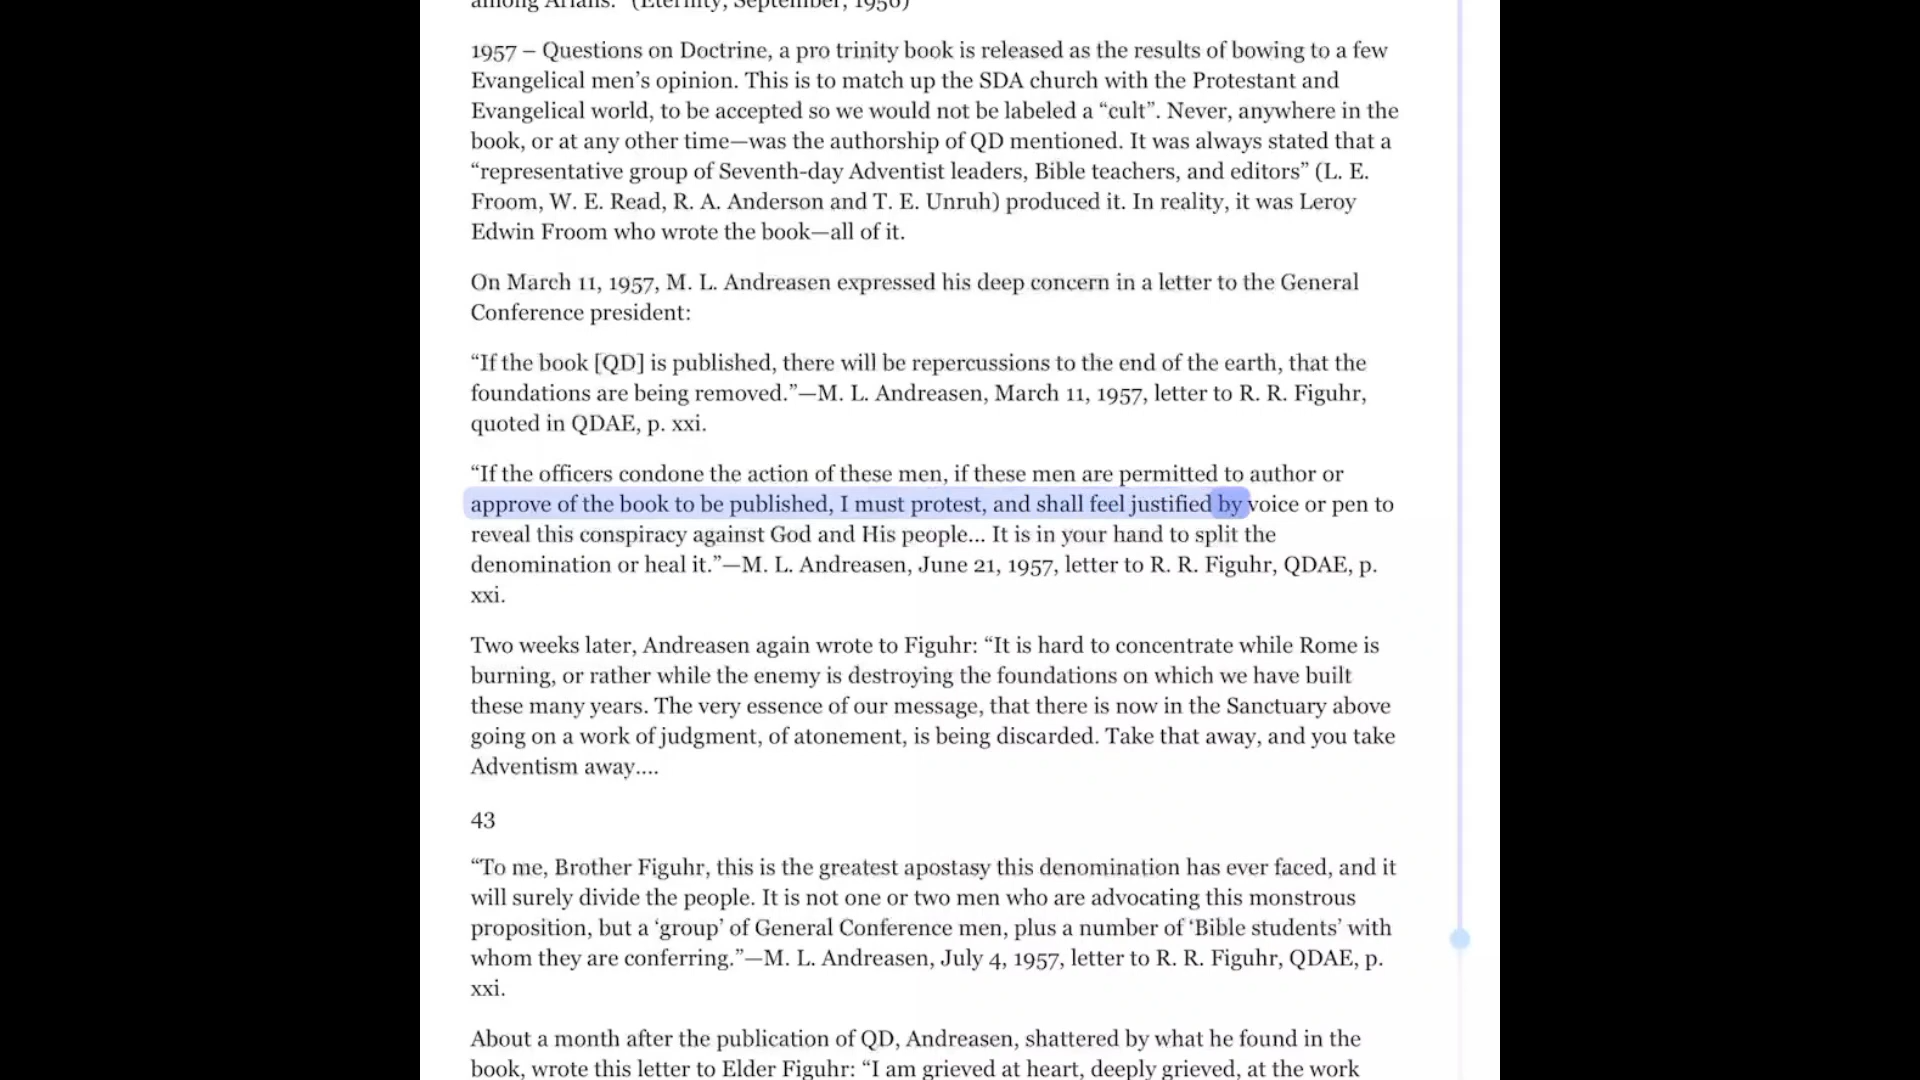 among Arians." (Eternity, September, 1956)
1957 – Questions on Doctrine, a pro trinity book is released as the results of bowing to a few
Evangelical men’s opinion. This is to match up the SDA church with the Protestant and
Evangelical world, to be accepted so we would not be labeled a “cult”. Never, anywhere in the
book, or at any other time—was the authorship of QD mentioned. It was always stated that a
“representative group of Seventh-day Adventist leaders, Bible teachers, and editors” (L. E.
Froom, W. E. Read, R. A. Anderson and T. E. Unruh) produced it. In reality, it was Leroy
Edwin Froom who wrote the book—all of it.
On March 11, 1957, M. L. Andreasen expressed his deep concern in a letter to the General
Conference president:
“If the book [QD] is published, there will be repercussions to the end of the earth, that the
foundations are being removed.”—M. L. Andreasen, March 11, 1957, letter to R. R. Figuhr,
quoted in QDAE, p. xxi.
“If the officers condone the action of these men, if these men are permitted to author or
approve of the book to be published, I must protest, and shall feel justified by voice or pen to
reveal this conspiracy against God and His people... It is in your hand to split the
denomination or heal it.”—M. L. Andreasen, June 21, 1957, letter to R. R. Figuhr, QDAE, p.
xxi.
Two weeks later, Andreasen again wrote to Figuhr: “It is hard to concentrate while Rome is
burning, or rather while the enemy is destroying the foundations on which we have built
these many years. The very essence of our message, that there is now in the Sanctuary above
going on a work of judgment, of atonement, is being discarded. Take that away, and you take
Adventism away....
43
“To me, Brother Figuhr, this is the greatest apostasy this denomination has ever faced, and it
will surely divide the people. It is not one or two men who are advocating this monstrous
proposition, but a ‘group’ of General Conference men, plus a number of ‘Bible students’ with
whom they are conferring.”—M. L. Andreasen, July 4, 1957, letter to R. R. Figuhr, QDAE, p.
xxi.
About a month after the publication of QD, Andreasen, shattered by what he found in the
book, wrote this letter to Elder Figuhr: “I am grieved at heart, deeply grieved, at the work